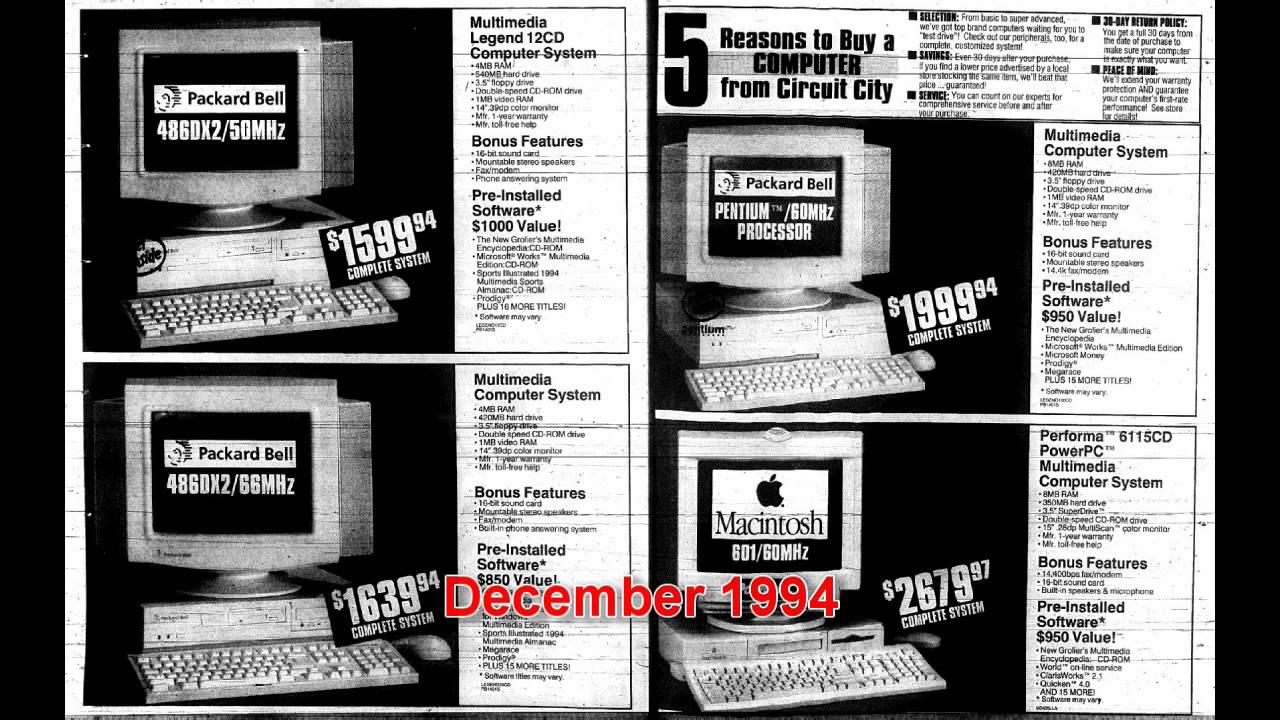 Multimedia
Legend 12CD
Computer System
• 4MB RAM
• 540MB hard drive
• 3.5" floppy drive
• Double-speed CD-ROM drive
• 1MB video RAM
• 14" .39dp color monitor
• Mfr. 1-year warranty
• Mfr. toll-free help
Bonus Features
• 16-bit sound card
• Mountable stereo speakers
• Fax/modem
• Phone answering system
Pre-Installed
Software*
$1000 Value!
• The New Grolier's Multimedia
Encyclopedia:CD-ROM
• Microsoft® Works™ Multimedia
Edition:CD-ROM
• Sports Illustrated 1994
Multimedia Sports
Almanac:CD-ROM
• Prodigy®
PLUS 16 MORE TITLES!
* Software may vary.
LEGEND12CD
Packard Bell
486DX2/50MHz
$1599 94
COMPLETE SYSTEM
Packard Bell
486DX2/66MHz
Packard Bell
$1639 94
COMPLETE SYSTEM
Multimedia
Computer System
• 4MB RAM
• 420MB hard drive
• 3.5" floppy drive
• Double speed CD-ROM drive
• 1MB video RAM
• 14" .39dp color monitor
• Mfr. 1-year warranty
• Mfr. toll-free help
Bonus Features
• 16-bit sound card
• Mountable stereo speakers
• Fax/modem
• Built-in phone answering system
Pre-Installed
Software*
$850 Value!
for Windows
Multimedia Edition
• Sports Illustrated 1994
Multimedia Almanac
• Megarace
• Prodigy®
• PLUS 15 MORE TITLES!
* Software titles may vary.
5 Reasons to Buy a
COMPUTER
from Circuit City
SELECTION: From basic to super advanced,
we've got top brand computers waiting for you to
"test drive"! Check out our peripherals, too, for a
complete, customized system!
SAVINGS: Even 30 days after your purchase,
if you find a lower price advertised by a local
store stocking the same item, we'll beat that
price ... guaranteed!
SERVICE: You can count on our experts for
comprehensive service before and after
your purchase.
30-DAY RETURN POLICY:
You get a full 30 days from
the date of purchase to
make sure your computer
is exactly what you want.
PEACE OF MIND:
We'll extend your warranty
protection AND guarantee
your computer's first-rate
performance! See store
for details!
Packard Bell
PENTIUM™/60MHz
PROCESSOR
pentium™
$1999 94
COMPLETE SYSTEM
Multimedia
Computer System
• 8MB RAM
• 420MB hard drive
• 3.5" floppy drive
• Double-speed CD-ROM drive
• 1MB video RAM
• 14" .39dp color monitor
• Mfr. 1-year warranty
• Mfr. toll-free help
Bonus Features
• 16-bit sound card
• Mountable stereo speakers
• 14.4k fax/modem
Pre-Installed
Software*
$950 Value!
• The New Grolier's Multimedia
Encyclopedia
• Microsoft® Works™ Multimedia Edition
• Microsoft Money
• Prodigy®
• Megarace
PLUS 15 MORE TITLES!
* Software may vary.
Macintosh
601/60MHz
$2679 97
COMPLETE SYSTEM
Performa™ 6115CD
PowerPC™
Multimedia
Computer System
• 8MB RAM
• 350MB hard drive
• 3.5" SuperDrive™
• Double-speed CD-ROM drive
• 15" .28dp MultiScan™ color monitor
• Mfr. 1-year warranty
• Mfr. toll-free help
Bonus Features
• 14,400bps fax/modem
• 16-bit sound card
• Built-in speakers & microphone
Pre-Installed
Software*
$950 Value!
• New Grolier's Multimedia
Encyclopedia: CD-ROM
• World™ on-line service
• ClarisWorks™ 2.1
• Quicken™ 4.0
AND 15 MORE!
* Software may vary
December 1994